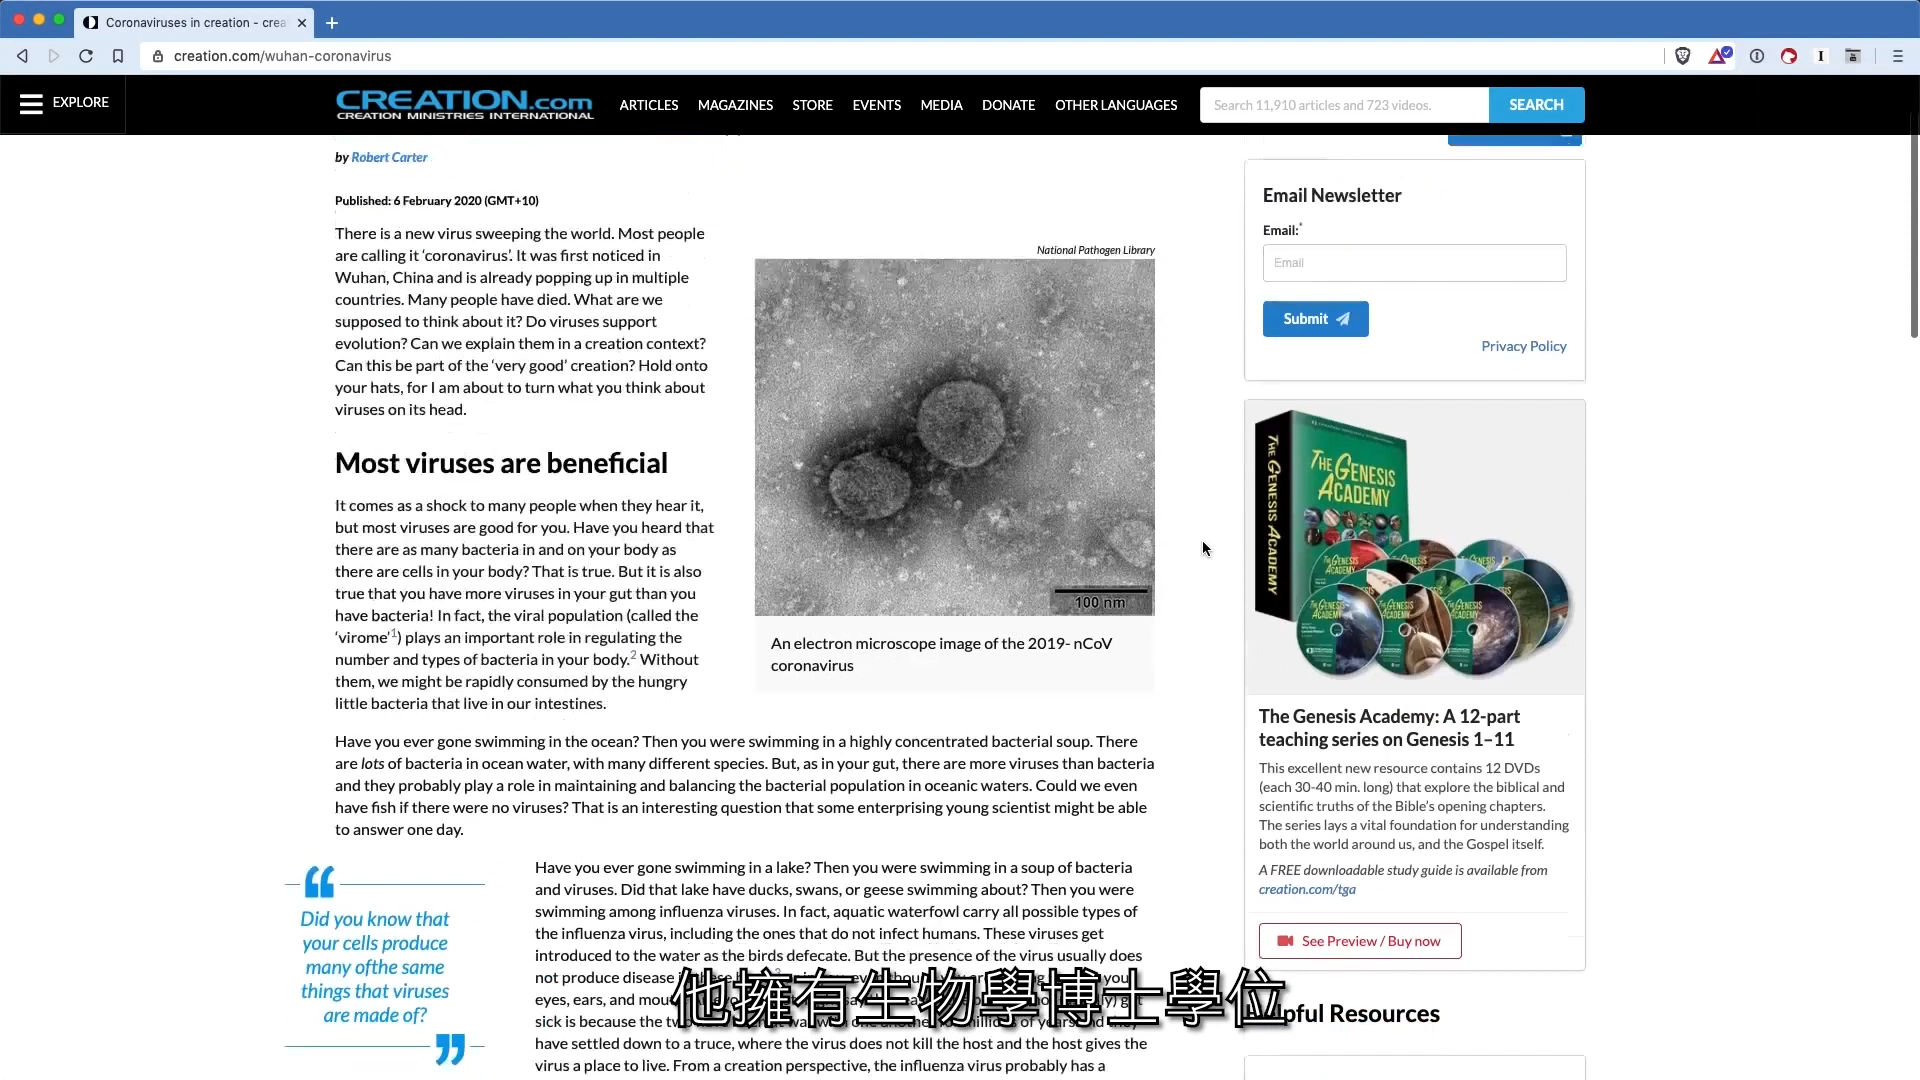 Coronaviruses in creation - crea
creation.com/wuhan-coronavirus
EXPLORE
CREATION.com
CREATION MINISTRIES INTERNATIONAL
ARTICLES
MAGAZINES
STORE
EVENTS
MEDIA
DONATE
OTHER LANGUAGES
Search 11,910 articles and 723 videos.
SEARCH
by Robert Carter
Published: 6 February 2020 (GMT+10)
There is a new virus sweeping the world. Most people
are calling it ‘coronavirus’. It was first noticed in
Wuhan, China and is already popping up in multiple
countries. Many people have died. What are we
supposed to think about it? Do viruses support
evolution? Can we explain them in a creation context?
Can this be part of the ‘very good’ creation? Hold onto
your hats, for I am about to turn what you think about
viruses on its head.
National Pathogen Library
100 nm
An electron microscope image of the 2019- nCoV
coronavirus
Most viruses are beneficial
It comes as a shock to many people when they hear it,
but most viruses are good for you. Have you heard that
there are as many bacteria in and on your body as
there are cells in your body? That is true. But it is also
true that you have more viruses in your gut than you
have bacteria! In fact, the viral population (called the
‘virome’1) plays an important role in regulating the
number and types of bacteria in your body.2 Without
them, we might be rapidly consumed by the hungry
little bacteria that live in our intestines.
Have you ever gone swimming in the ocean? Then you were swimming in a highly concentrated bacterial soup. There
are lots of bacteria in ocean water, with many different species. But, as in your gut, there are more viruses than bacteria
and they probably play a role in maintaining and balancing the bacterial population in oceanic waters. Could we even
have fish if there were no viruses? That is an interesting question that some enterprising young scientist might be able
to answer one day.
“
Did you know that
your cells produce
many ofthe same
things that viruses
are made of?
”
Have you ever gone swimming in a lake? Then you were swimming in a soup of bacteria
and viruses. Did that lake have ducks, swans, or geese swimming about? Then you were
swimming among influenza viruses. In fact, aquatic waterfowl carry all possible types of
the influenza virus, including the ones that do not infect humans. These viruses get
introduced to the water as the birds defecate. But the presence of the virus usually does
not produce disease
eyes, ears, and
sick is because the
have settled down to a truce, where the virus does not kill the host and the host gives the
virus a place to live. From a creation perspective, the influenza virus probably has a
Email Newsletter
Email:*
Email
Submit
Privacy Policy
THE GENESIS ACADEMY
THE GENESIS
ACADEMY
The Genesis Academy: A 12-part
teaching series on Genesis 1–11
This excellent new resource contains 12 DVDs
(each 30-40 min. long) that explore the biblical and
scientific truths of the Bible’s opening chapters.
The series lays a vital foundation for understanding
both the world around us, and the Gospel itself.
A FREE downloadable study guide is available from
creation.com/tga
See Preview / Buy now
Resources
他擁有生物學博士學位